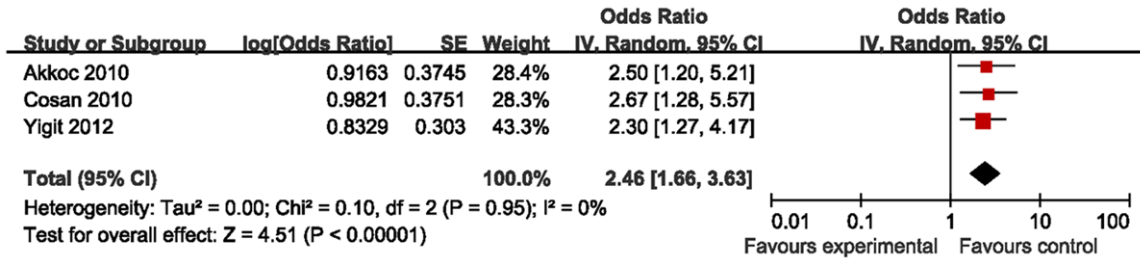 Odds Ratio Odds Ratio
Study or Subgroup log[Odds Ratio] SE Weight IV. Random. 95% CI IV. Random. 95% CI
Akkoc 2010 0.9163 0.3745 28.4% 2.50 [1.20, 5.21]
Cosan 2010 0.9821 0.3751 28.3% 2.67 [1.28, 5.57]
Yigit 2012 0.8329 0.303 43.3% 2.30 [1.27, 4.17]
Total (95% CI) 100.0% 2.46 [1.66, 3.63]
Heterogeneity: Tau² = 0.00; Chi² = 0.10, df = 2 (P = 0.95); I² = 0%
Test for overall effect: Z = 4.51 (P < 0.00001)
0.01 0.1 1 10 100
Favours experimental Favours control